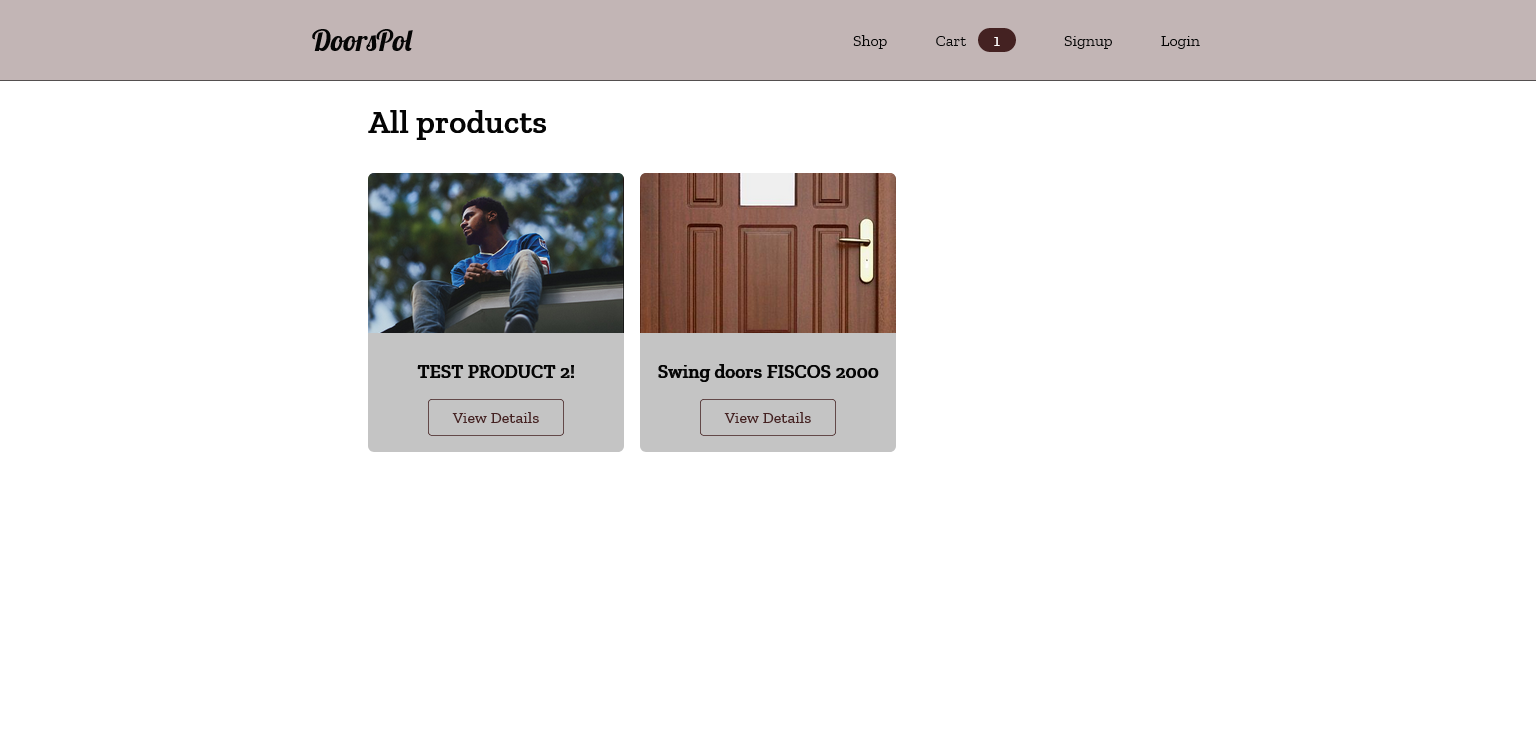 DoorsPol
Shop
Cart 1
Signup
Login
All products
TEST PRODUCT 2!
View Details
Swing doors FISCOS 2000
View Details